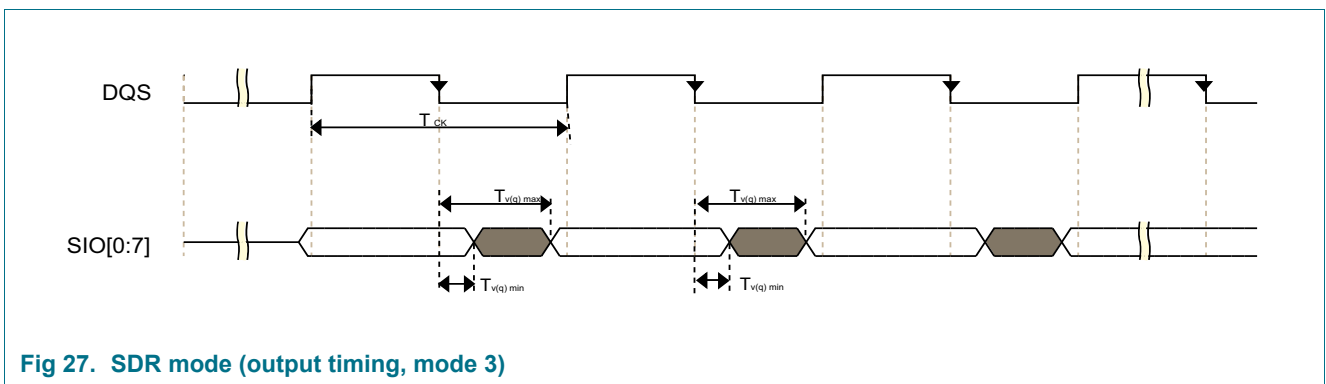 DQS
T CK
T v(q) max
T v(q) max
SIO[0:7]
T v(q) min
T v(q) min
Fig 27. SDR mode (output timing, mode 3)